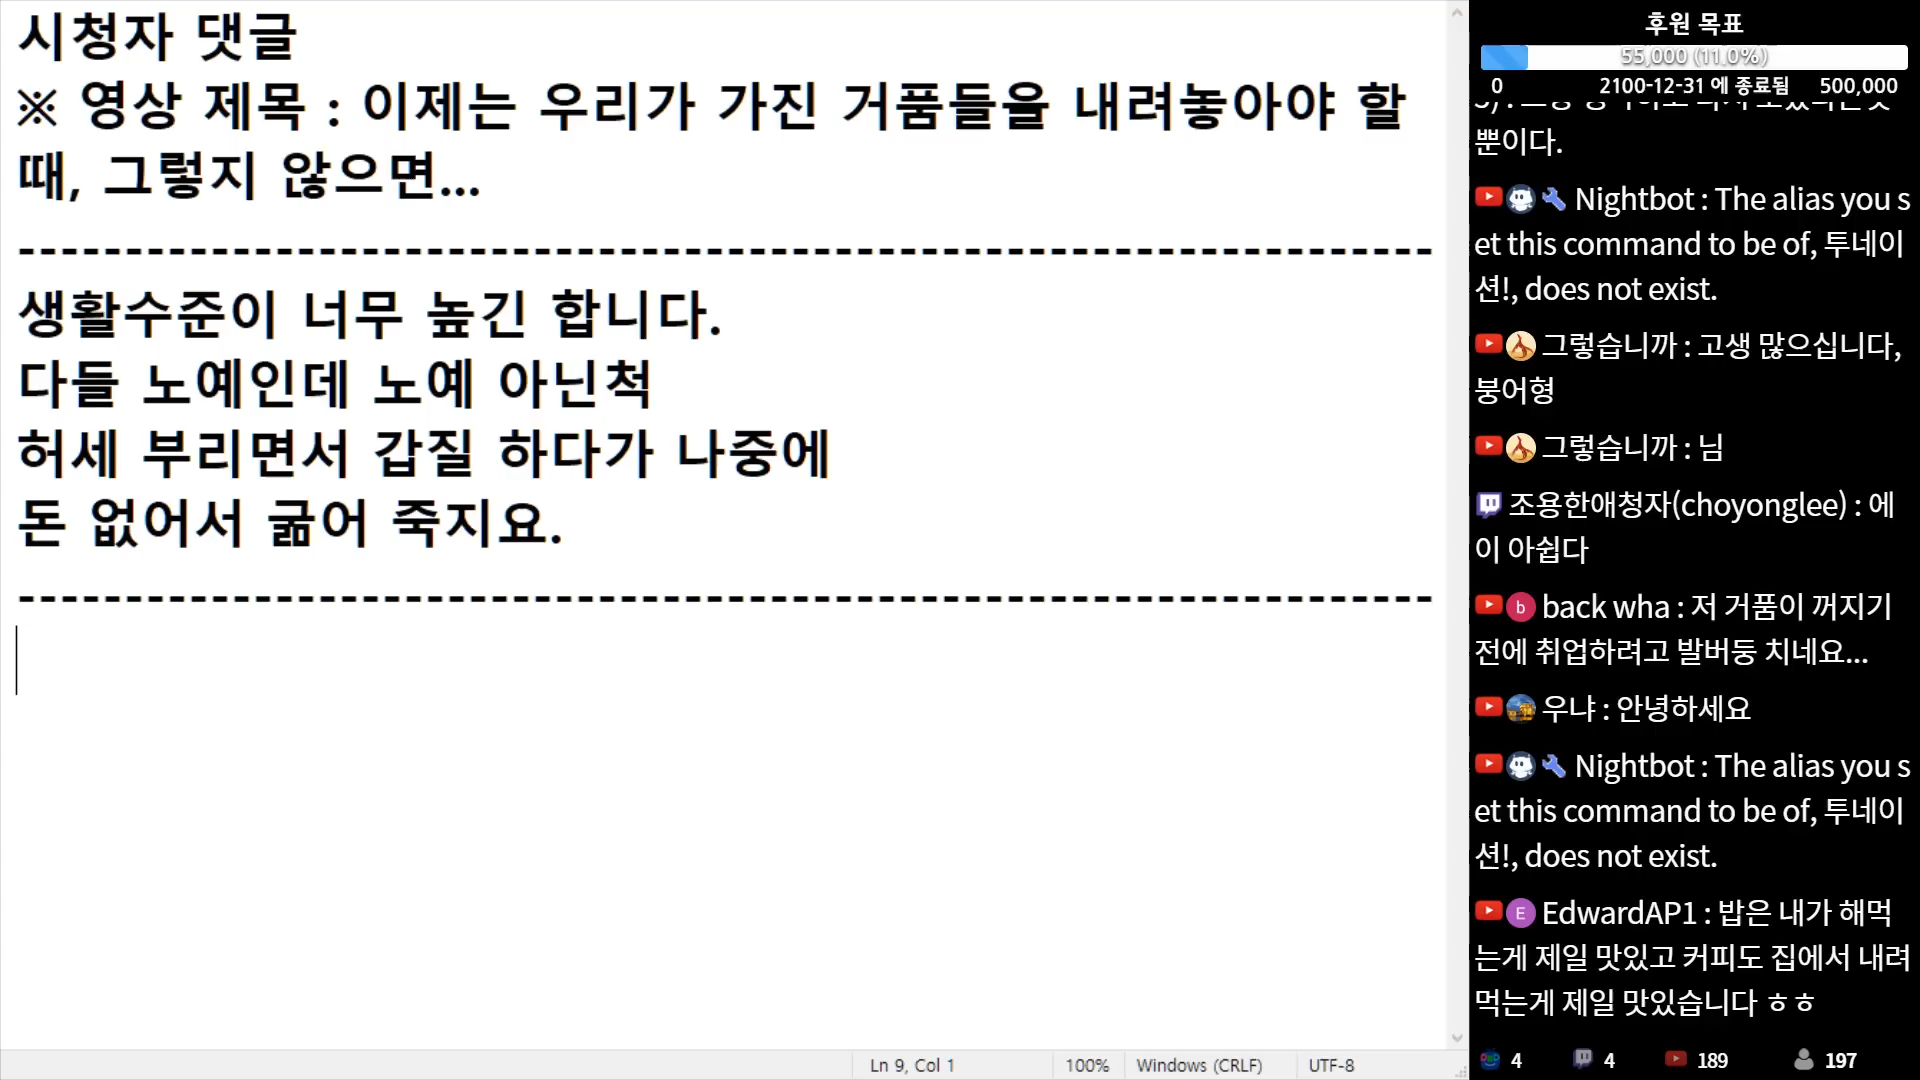 시청자 댓글
※ 영상 제목 : 이제는 우리가 가진 거품들을 내려놓아야 할
때, 그렇지 않으면...
------------------------------------------------------------------
생활수준이 너무 높긴 합니다.
다들 노예인데 노예 아닌척
허세 부리면서 갑질 하다가 나중에
돈 없어서 굶어 죽지요.
------------------------------------------------------------------
Ln 9, Col 1 100% Windows (CRLF) UTF-8
후원 목표
55,000 (11.0%)
0 2100-12-31 에 종료됨 500,000
뿐이다.
Nightbot : The alias you s
et this command to be of, 투네이
션!, does not exist.
그렇습니까 : 고생 많으십니다,
붕어형
그렇습니까 : 님
조용한애청자(choyonglee) : 에
이 아쉽다
b back wha : 저 거품이 꺼지기
전에 취업하려고 발버둥 치네요...
우냐 : 안녕하세요
Nightbot : The alias you s
et this command to be of, 투네이
션!, does not exist.
E EdwardAP1 : 밥은 내가 해먹
는게 제일 맛있고 커피도 집에서 내려
먹는게 제일 맛있습니다 ㅎㅎ
4 4 189 197